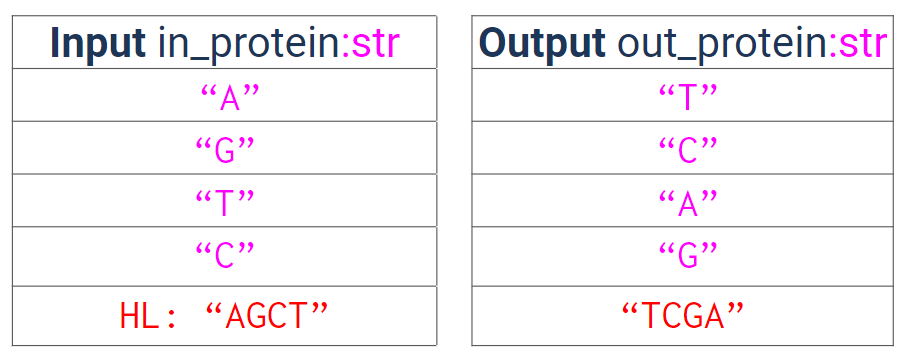 Input in_protein:str Output out_protein:str
“A” “T”
“G” “C”
“T” “A”
“C” “G”
HL: “AGCT” “TCGA”